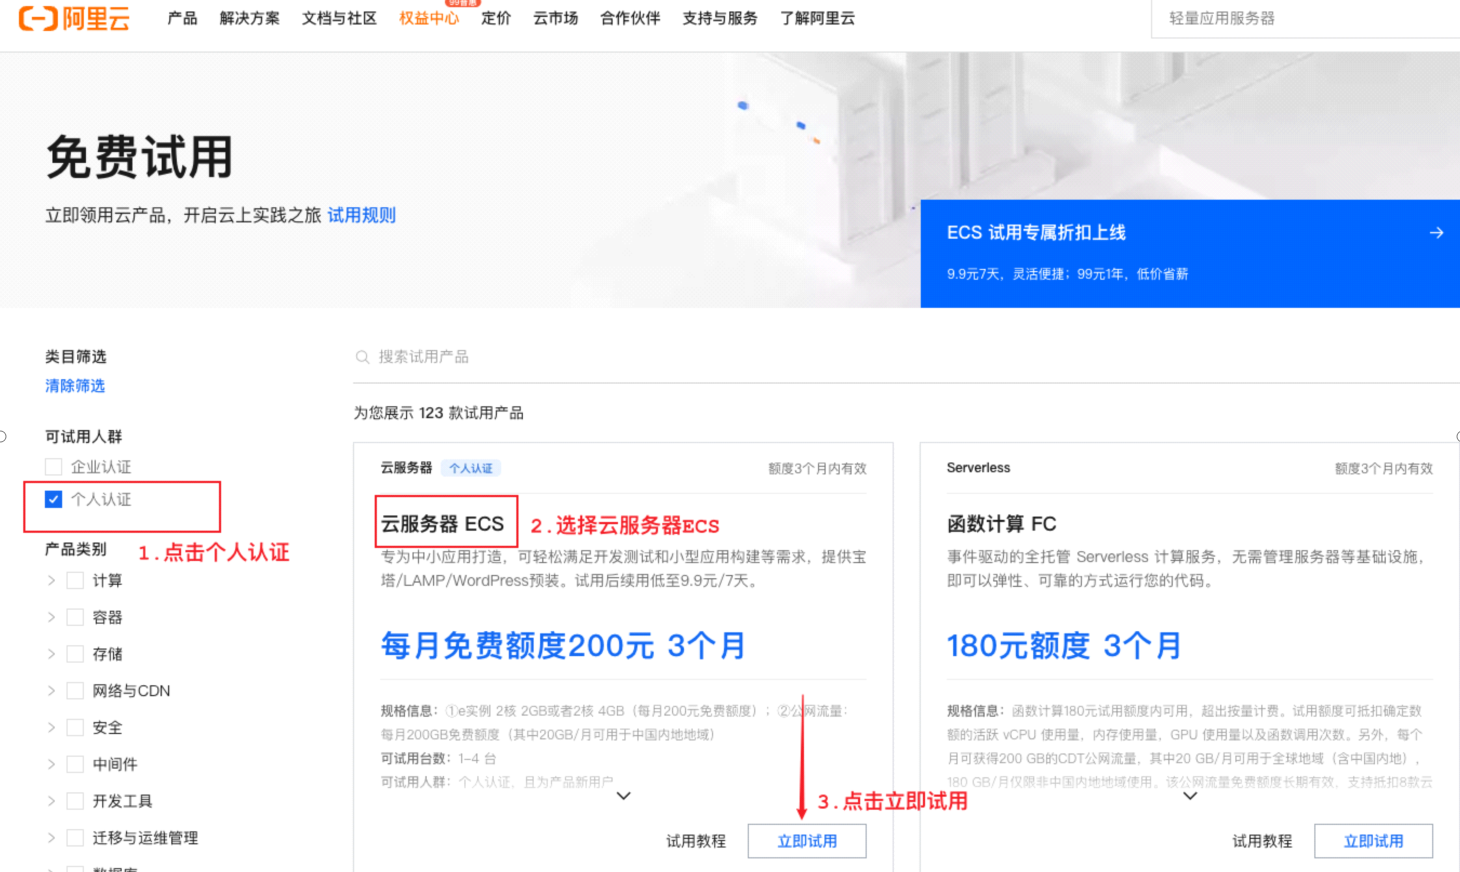 阿里云
产品 解决方案 文档与社区 权益中心 定价 云市场 合作伙伴 支持与服务 了解阿里云
99普惠
轻量应用服务器
免费试用
立即领用云产品，开启云上实践之旅 试用规则
ECS 试用专属折扣上线 →
9.9元7天，灵活便捷；99元1年，低价省薪
类目筛选
清除筛选
可试用人群
企业认证
个人认证
1.点击个人认证
产品类别
计算
容器
存储
网络与CDN
安全
中间件
开发工具
迁移与运维管理
数据库
搜索试用产品
为您展示 123 款试用产品
云服务器 个人认证 额度3个月内有效
云服务器 ECS
2.选择云服务器ECS
专为中小应用打造，可轻松满足开发测试和小型应用构建等需求，提供宝
塔/LAMP/WordPress预装。试用后续用低至9.9元/7天。
每月免费额度200元 3个月
规格信息：①e实例 2核 2GB或者2核 4GB（每月200元免费额度）；②公网流量：
每月200GB免费额度（其中20GB/月可用于中国内地地域）
可试用台数：1-4 台
可试用人群：个人认证，且为产品新用户
3.点击立即试用
试用教程 立即试用
Serverless 额度3个月内有效
函数计算 FC
事件驱动的全托管 Serverless 计算服务，无需管理服务器等基础设施，
即可以弹性、可靠的方式运行您的代码。
180元额度 3个月
规格信息：函数计算180元试用额度内可用，超出按量计费。试用额度可抵扣确定数
额的活跃 vCPU 使用量，内存使用量，GPU 使用量以及函数调用次数。另外，每个
月可获得200 GB的CDT公网流量，其中20 GB/月可用于全球地域（含中国内地），
180 GB/月仅限非中国内地地域使用。该公网流量免费额度长期有效，支持抵扣8款云
试用教程 立即试用